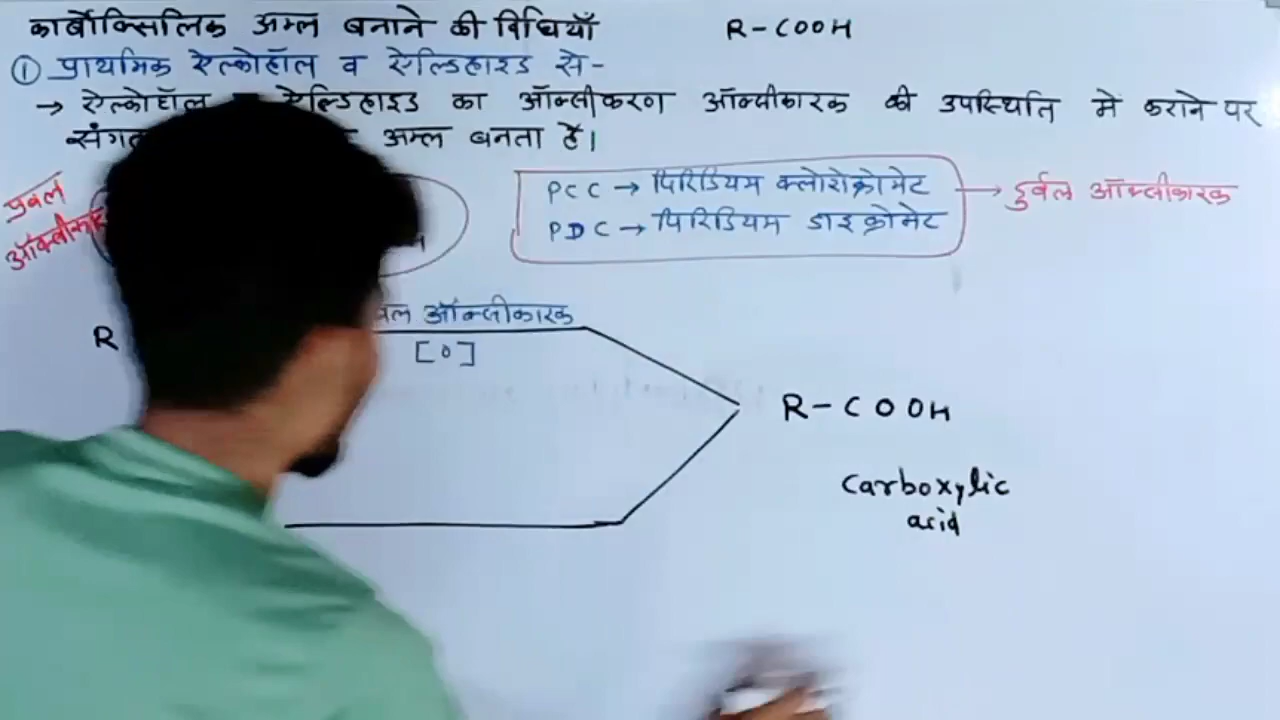 कार्बोक्सिलिक अम्ल बनाने की विधियाँ R-COOH
① प्राथमिक ऐल्कोहॉल व ऐल्डिहाइड से-
→ ऐल्कोहॉल ऐल्डिहाइड का ऑक्सीकरण ऑक्सीकारक की उपस्थिति में कराने पर
संगत अम्ल बनता है।
प्रबल
PCC → पिरिडियम क्लोरोक्रोमेट → दुर्बल ऑक्सीकारक
PDC → पिरिडियम डाइक्रोमेट
ऑक्सीकारक
R [O]
R-COOH
Carboxylic
acid